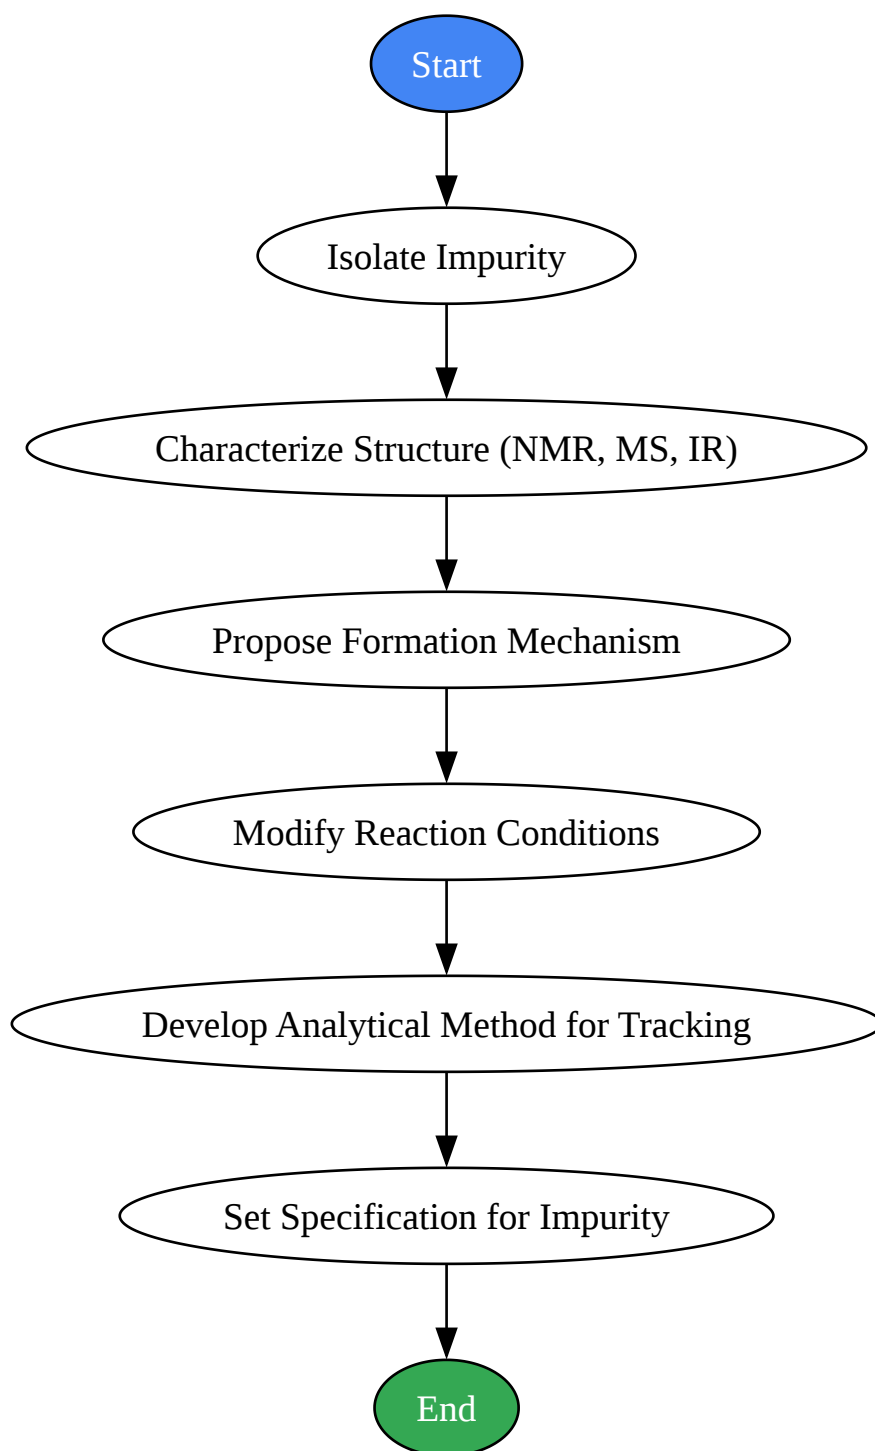 Start
Isolate Impurity
Characterize Structure (NMR, MS, IR)
Propose Formation Mechanism
Modify Reaction Conditions
Develop Analytical Method for Tracking
Set Specification for Impurity
End